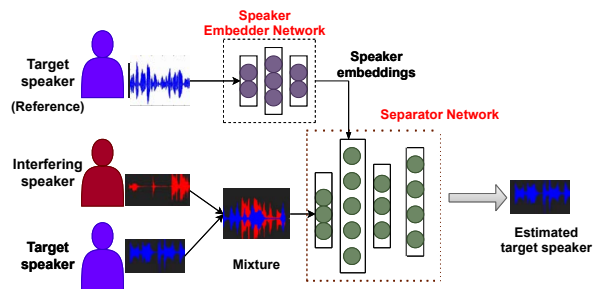 Speaker
Embedder Network
Target
speaker
(Reference)
Speaker
embeddings
Separator Network
Interfering
speaker
Target
speaker
Mixture
Estimated
target speaker